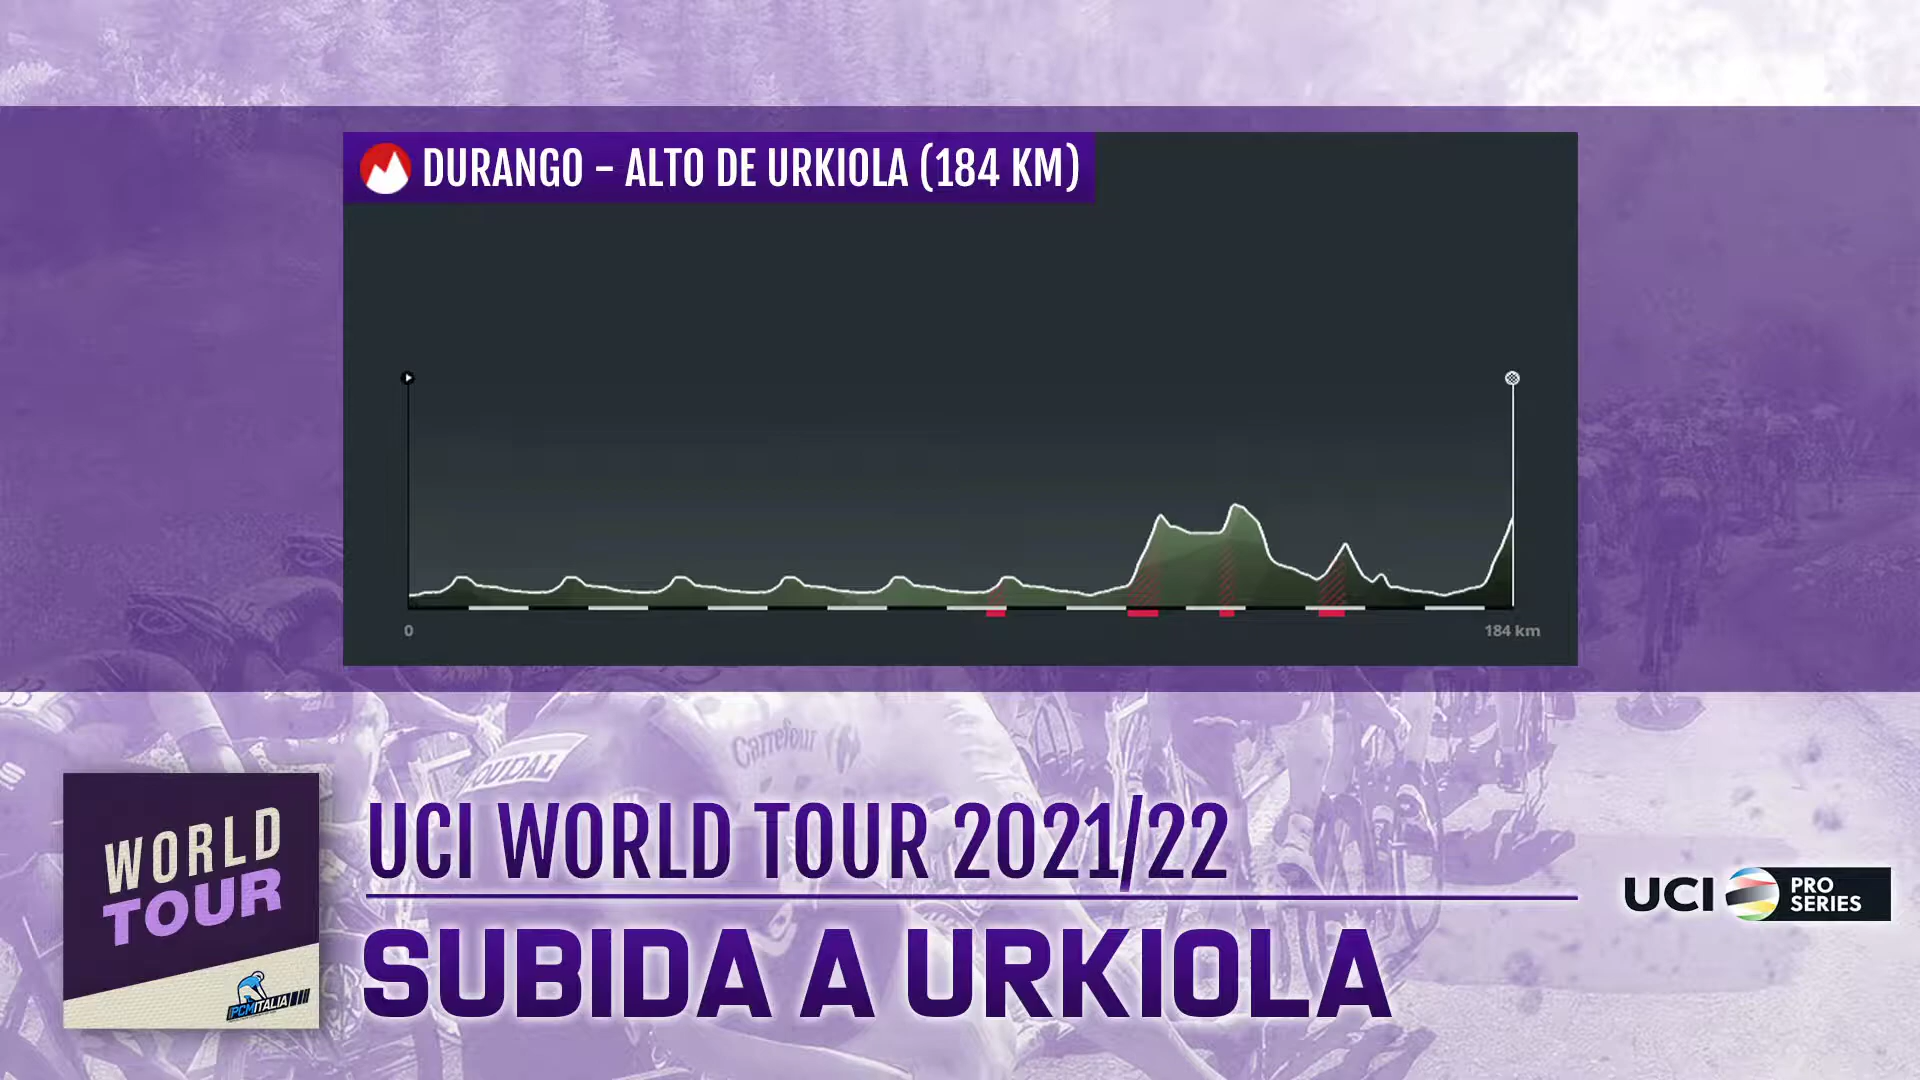 DURANGO – ALTO DE URKIOLA (184 KM)
0
184 km
OUDAL
Carrefour
WORLD
TOUR
PCMITALIA
UCI WORLD TOUR 2021/22
SUBIDA A URKIOLA
UCI PRO
SERIES